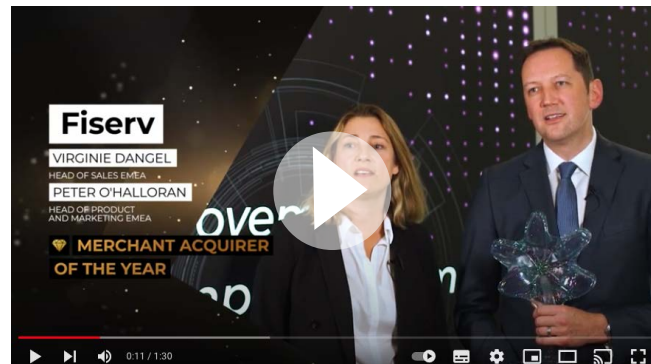 Fiserv
VIRGINIE DANGEL
HEAD OF SALES EMEA
PETER O'HALLORAN
HEAD OF PRODUCT
AND MARKETING EMEA
MERCHANT ACQUIRER
OF THE YEAR
0:11 / 1:30